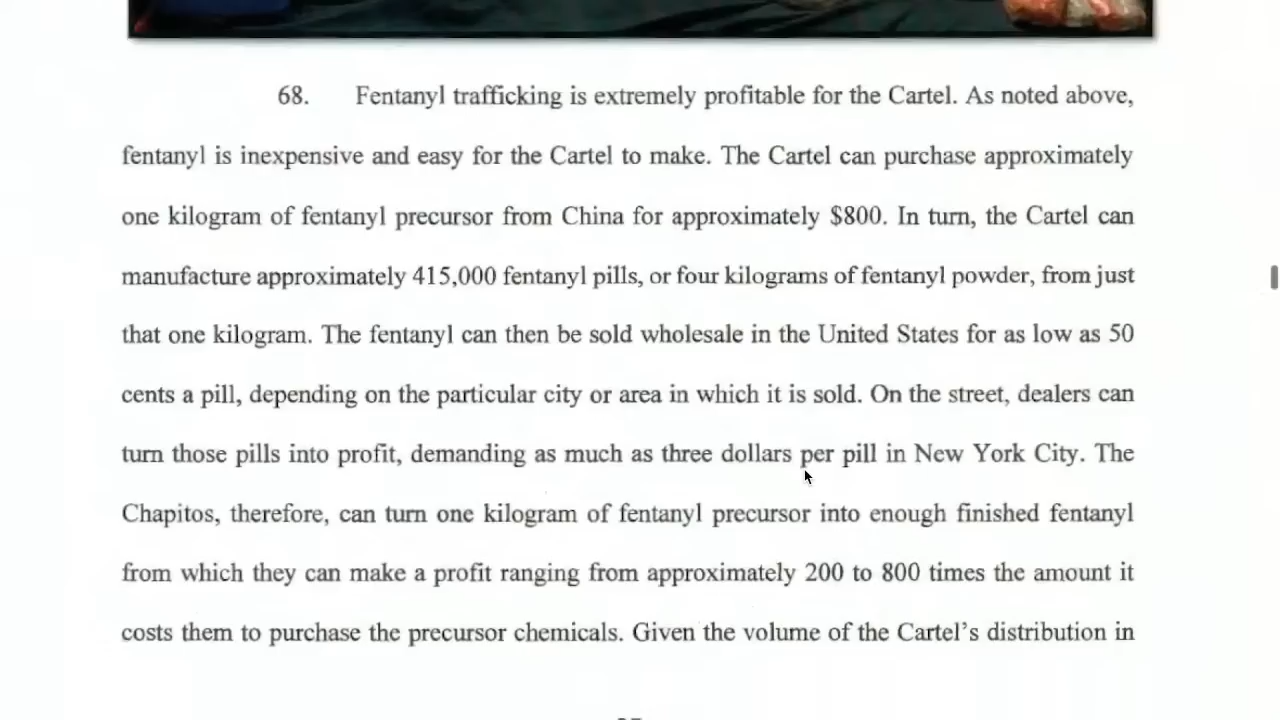 68. Fentanyl trafficking is extremely profitable for the Cartel. As noted above,
fentanyl is inexpensive and easy for the Cartel to make. The Cartel can purchase approximately
one kilogram of fentanyl precursor from China for approximately $800. In turn, the Cartel can
manufacture approximately 415,000 fentanyl pills, or four kilograms of fentanyl powder, from just
that one kilogram. The fentanyl can then be sold wholesale in the United States for as low as 50
cents a pill, depending on the particular city or area in which it is sold. On the street, dealers can
turn those pills into profit, demanding as much as three dollars per pill in New York City. The
Chapitos, therefore, can turn one kilogram of fentanyl precursor into enough finished fentanyl
from which they can make a profit ranging from approximately 200 to 800 times the amount it
costs them to purchase the precursor chemicals. Given the volume of the Cartel’s distribution in